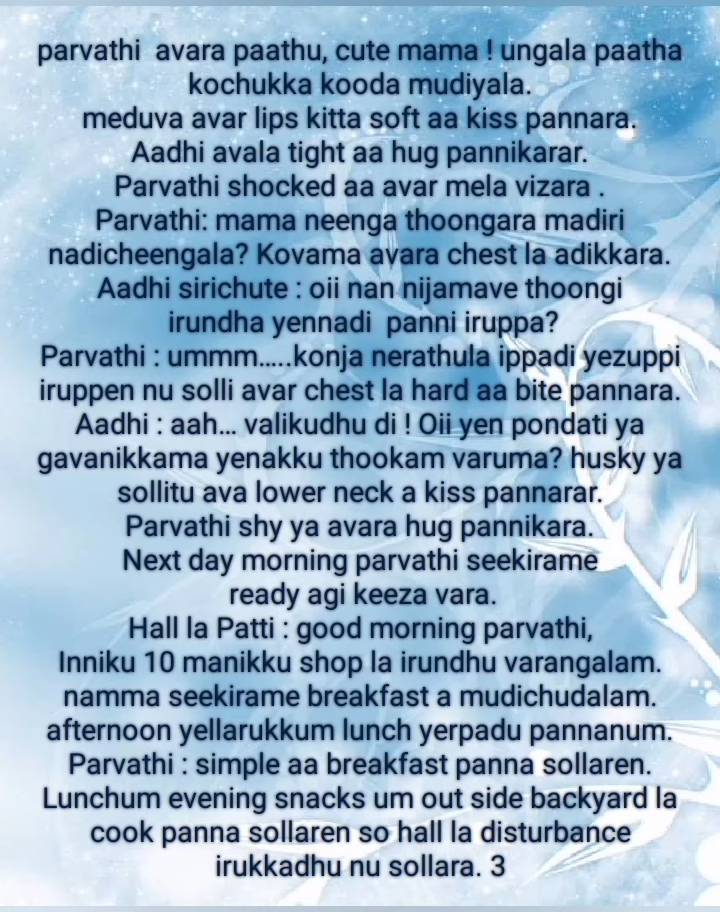 parvathi avara paathu, cute mama ! ungala paatha
kochukka kooda mudiyala.
meduva avar lips kitta soft aa kiss pannara.
Aadhi avala tight aa hug pannikarar.
Parvathi shocked aa avar mela vizara .
Parvathi: mama neenga thoongara madiri
nadicheengala? Kovama avara chest la adikkara.
Aadhi sirichute : oii nan nijamave thoongi
irundha yennadi panni iruppa?
Parvathi : ummm.....konja nerathula ippadi yezuppi
iruppen nu solli avar chest la hard aa bite pannara.
Aadhi : aah... valikudhu di ! Oii yen pondati ya
gavanikkama yenakku thookam varuma? husky ya
sollitu ava lower neck a kiss pannarar.
Parvathi shy ya avara hug pannikara.
Next day morning parvathi seekirame
ready agi keeza vara.
Hall la Patti : good morning parvathi,
Inniku 10 manikku shop la irundhu varangalam.
namma seekirame breakfast a mudichudalam.
afternoon yellarukkum lunch yerpadu pannanum.
Parvathi : simple aa breakfast panna sollaren.
Lunchum evening snacks um out side backyard la
cook panna sollaren so hall la disturbance
irukkadhu nu sollara. 3